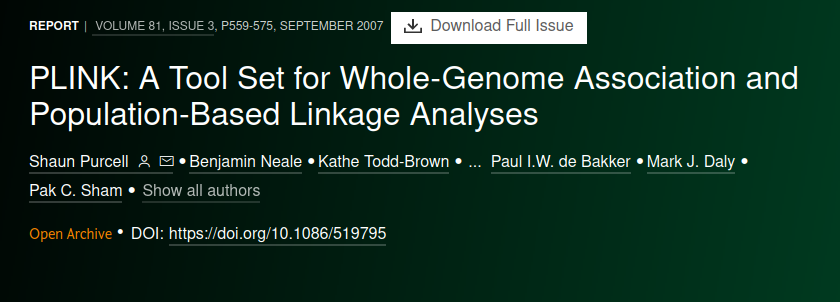 REPORT | VOLUME 81, ISSUE 3, P559-575, SEPTEMBER 2007 Download Full Issue
PLINK: A Tool Set for Whole-Genome Association and
Population-Based Linkage Analyses
Shaun Purcell • Benjamin Neale • Kathe Todd-Brown • ... Paul I.W. de Bakker • Mark J. Daly •
Pak C. Sham • Show all authors
Open Archive • DOI: https://doi.org/10.1086/519795